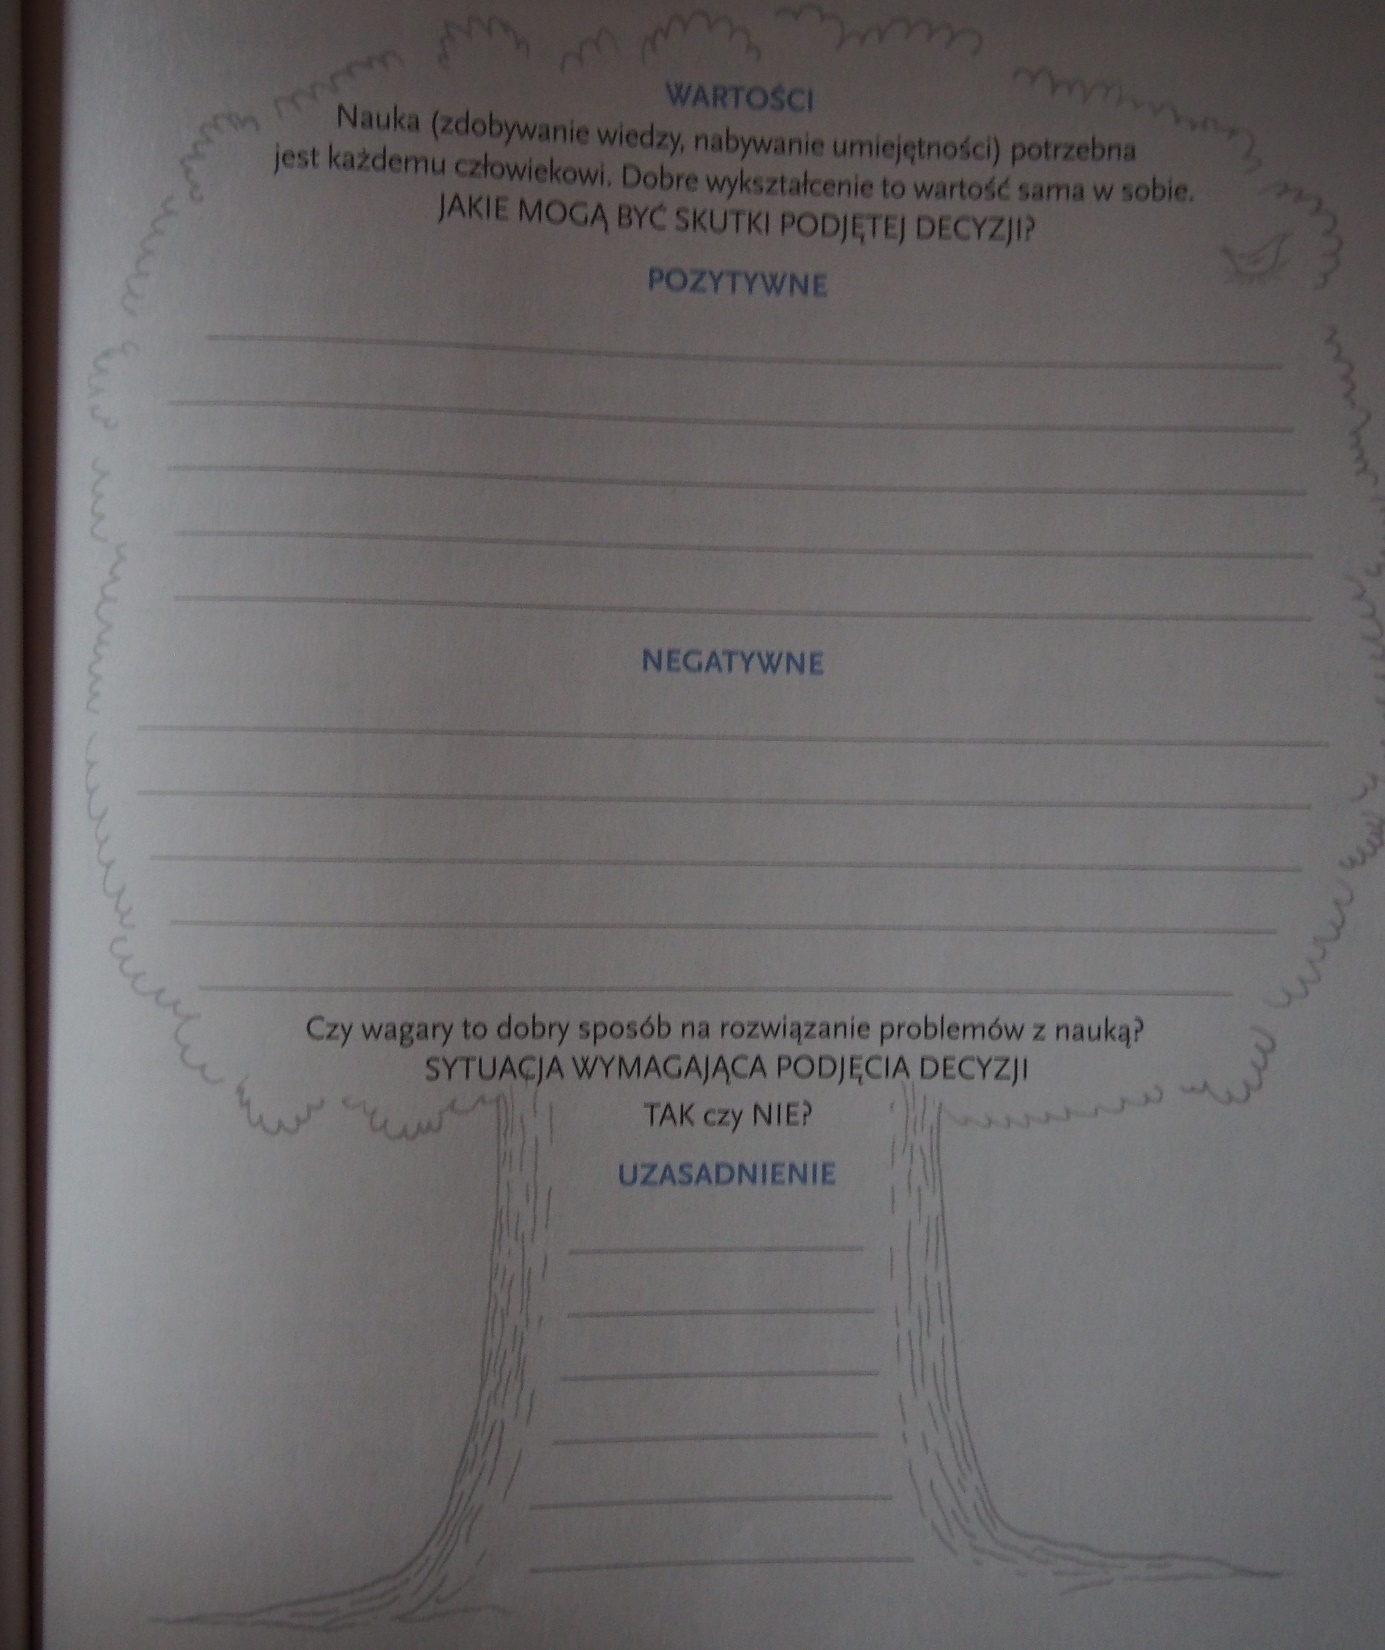 WARTOŚCI
Nauka (zdobywanie wiedzy, nabywanie umiejętności) potrzebna
jest każdemu człowiekowi. Dobre wykształcenie to wartość sama w sobie.
JAKIE MOGĄ BYĆ SKUTKI PODJĘTEJ DECYZJI?
POZYTYWNE
NEGATYWNE
Czy wagary to dobry sposób na rozwiązanie problemów z nauką?
SYTUACJA WYMAGAJĄCA PODJĘCIA DECYZJI
TAK czy NIE?
UZASADNIENIE